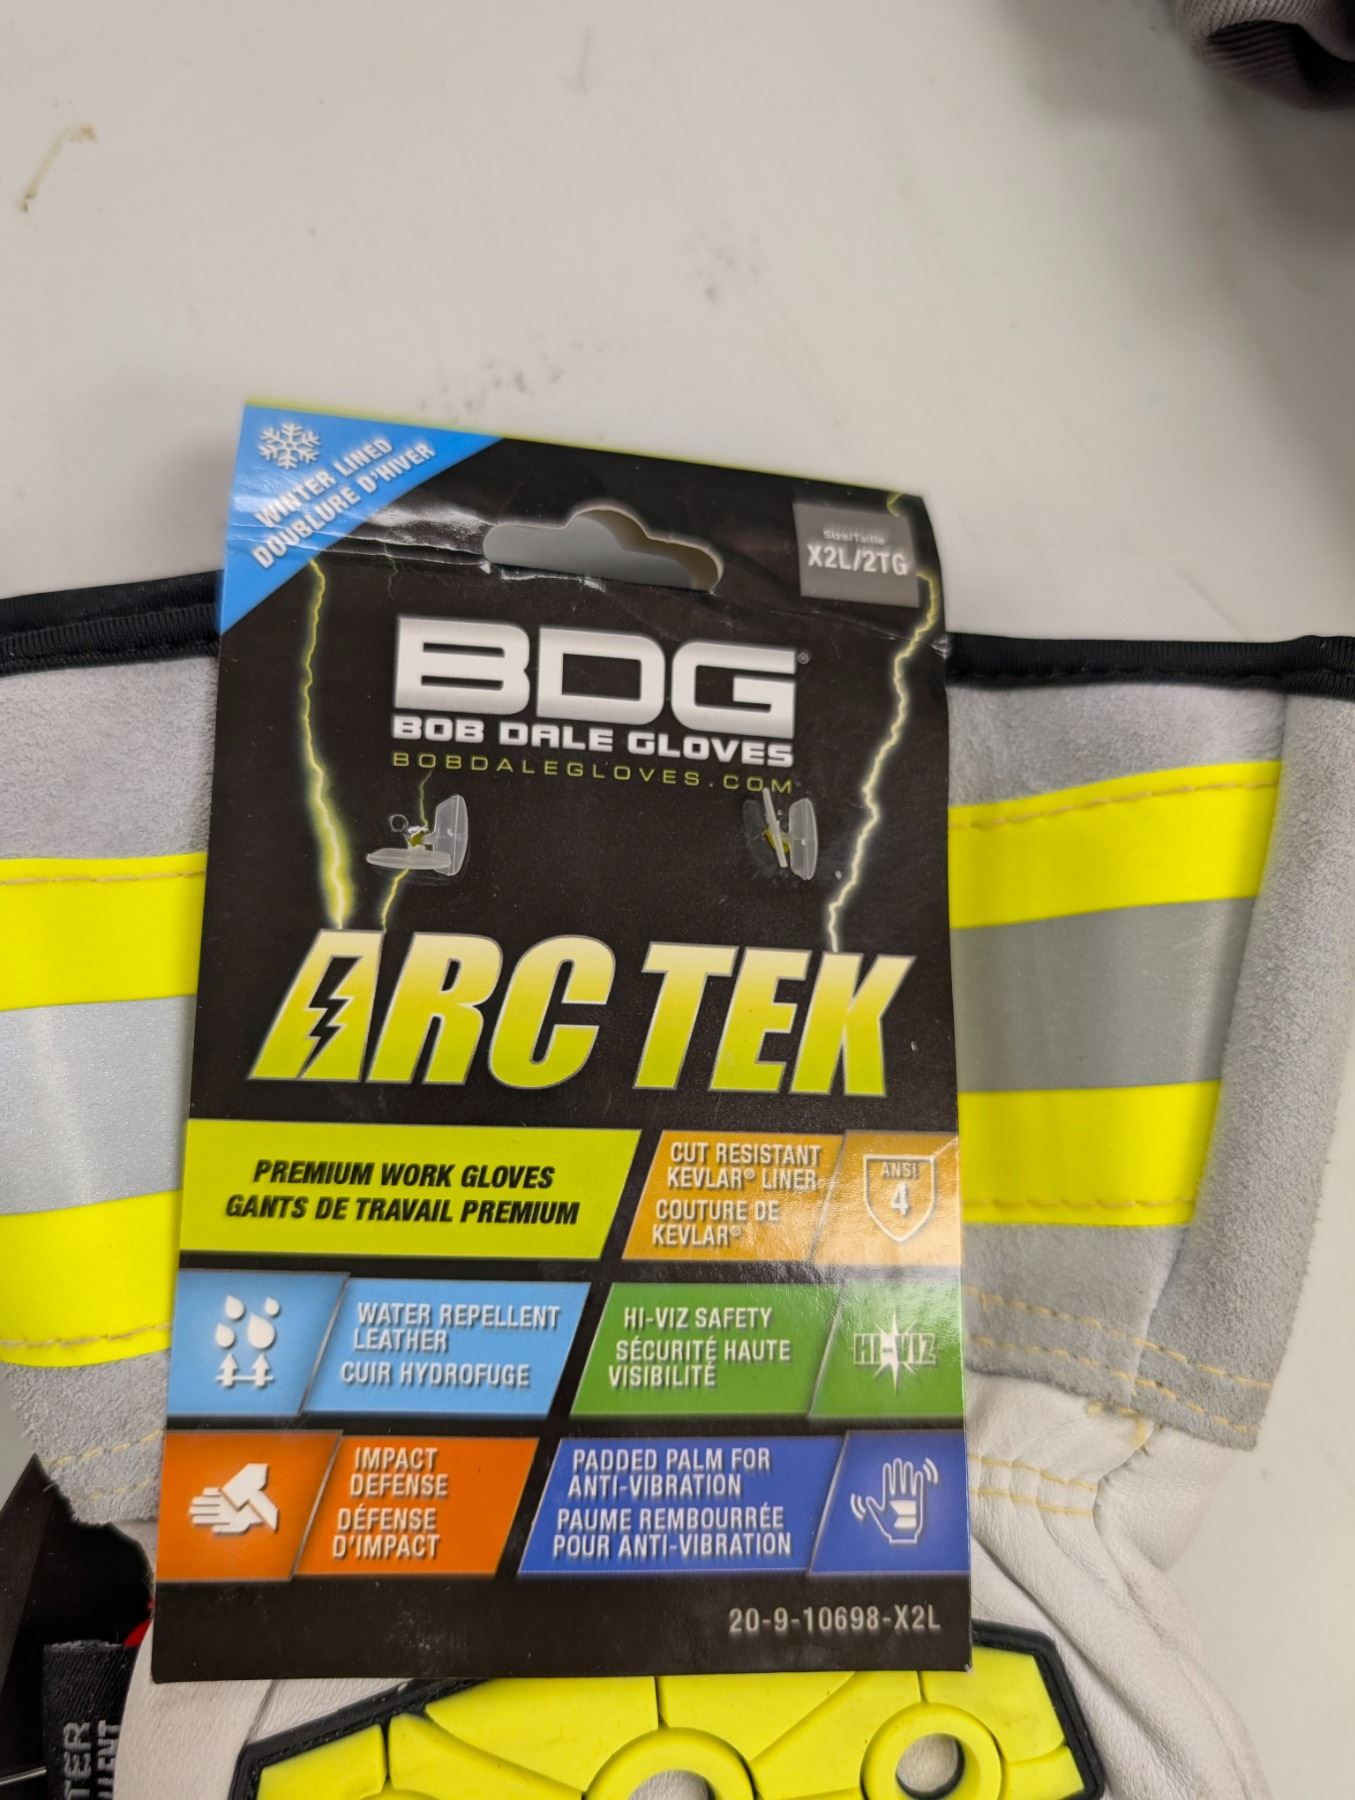 WINTER LINED
DOUBLURE D'HIVER
Size/Taille
X2L/2TG
BDG®
BOB DALE GLOVES
BOBDALEGLOVES.COM
ARC TEK
PREMIUM WORK GLOVES
GANTS DE TRAVAIL PREMIUM
CUT RESISTANT
KEVLAR® LINER
COUTURE DE
KEVLAR®
ANSI
4
WATER REPELLENT
LEATHER
CUIR HYDROFUGE
HI-VIZ SAFETY
SÉCURITÉ HAUTE
VISIBILITÉ
HI-VIZ
IMPACT
DEFENSE
DÉFENSE
D'IMPACT
PADDED PALM FOR
ANTI-VIBRATION
PAUME REMBOURRÉE
POUR ANTI-VIBRATION
20-9-10698-X2L